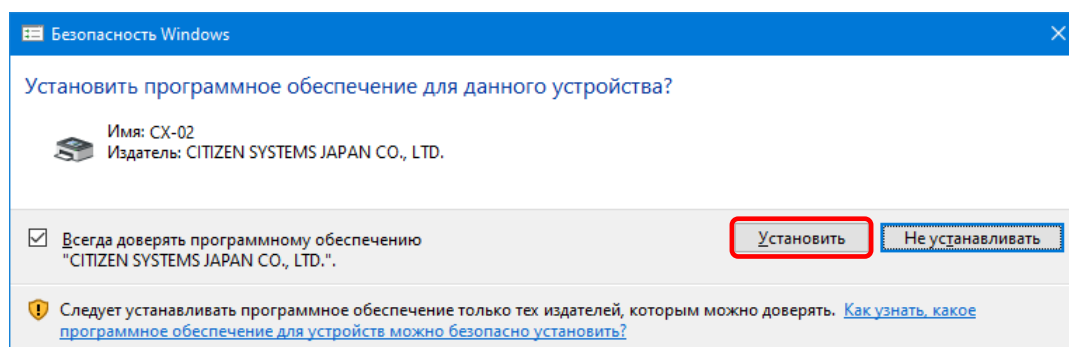 Безопасность Windows
Установить программное обеспечение для данного устройства?
Имя: CX-02
Издатель: CITIZEN SYSTEMS JAPAN CO., LTD.
Всегда доверять программному обеспечению
"CITIZEN SYSTEMS JAPAN CO., LTD.".
Установить
Не устанавливать
Следует устанавливать программное обеспечение только тех издателей, которым можно доверять. Как узнать, какое
программное обеспечение для устройств можно безопасно установить?